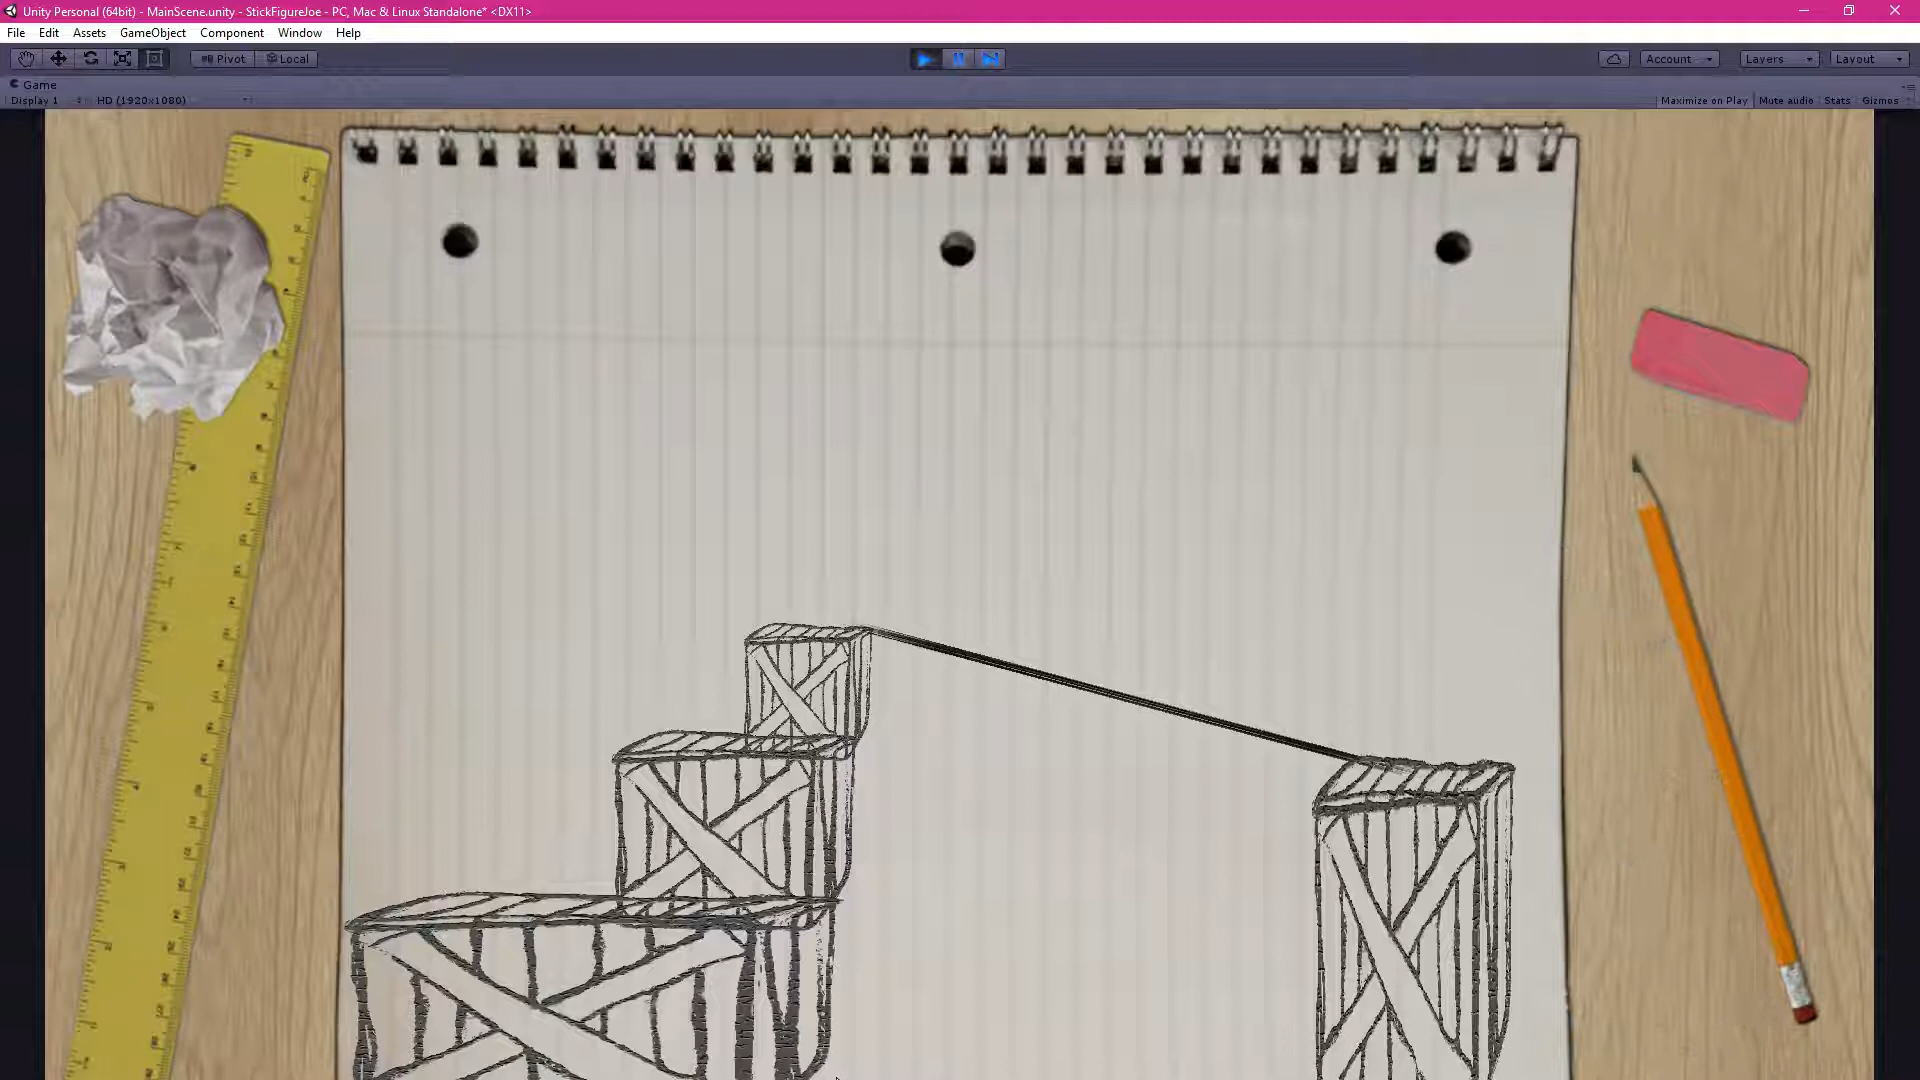 Unity Personal (64bit) - MainScene.unity - StickFigureJoe - PC, Mac & Linux Standalone* <DX11>
File Edit Assets GameObject Component Window Help
Pivot Local Account Layers Layout
Game
Display 1 HD (1920x1080) Maximize on Play Mute audio Stats Gizmos